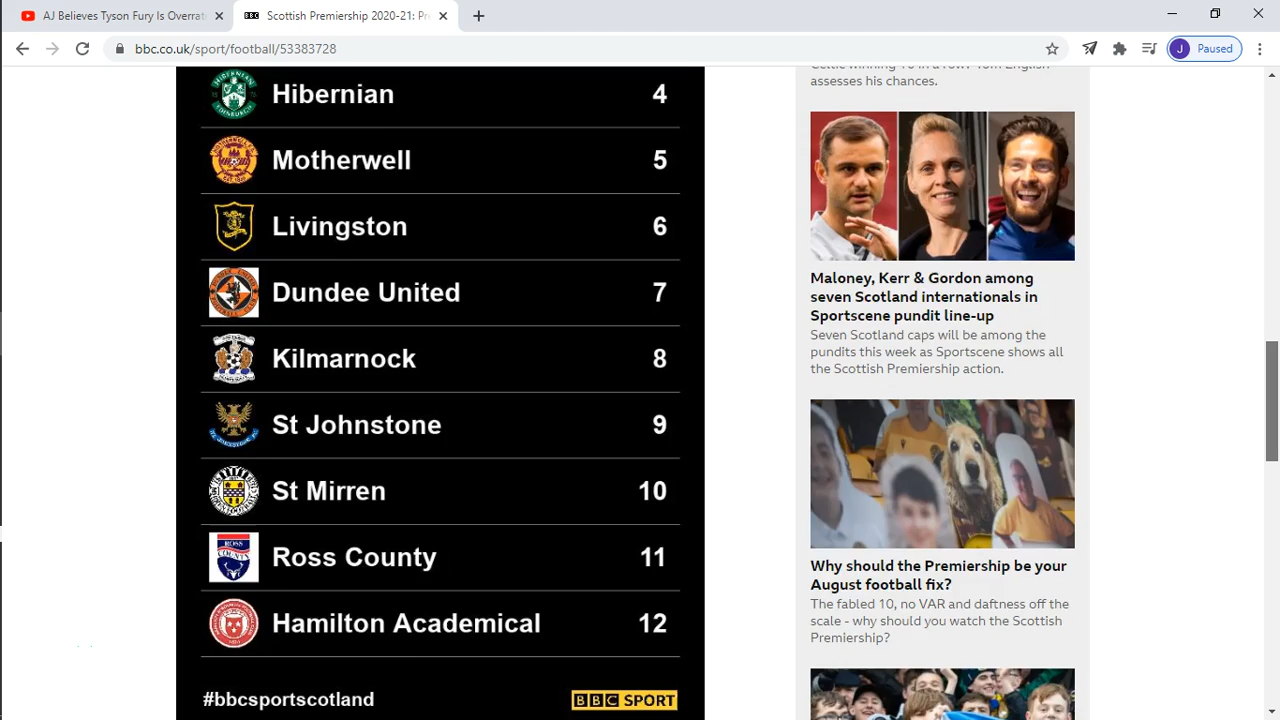 AJ Believes Tyson Fury Is Overrat
Scottish Premiership 2020-21: Pr
bbc.co.uk/sport/football/53383728
J Paused
Hibernian 4
Motherwell 5
Livingston 6
Dundee United 7
Kilmarnock 8
St Johnstone 9
St Mirren 10
Ross County 11
Hamilton Academical 12
#bbcsportscotland
BBC SPORT
assesses his chances.
Maloney, Kerr & Gordon among
seven Scotland internationals in
Sportscene pundit line-up
Seven Scotland caps will be among the
pundits this week as Sportscene shows all
the Scottish Premiership action.
Why should the Premiership be your
August football fix?
The fabled 10, no VAR and daftness off the
scale - why should you watch the Scottish
Premiership?